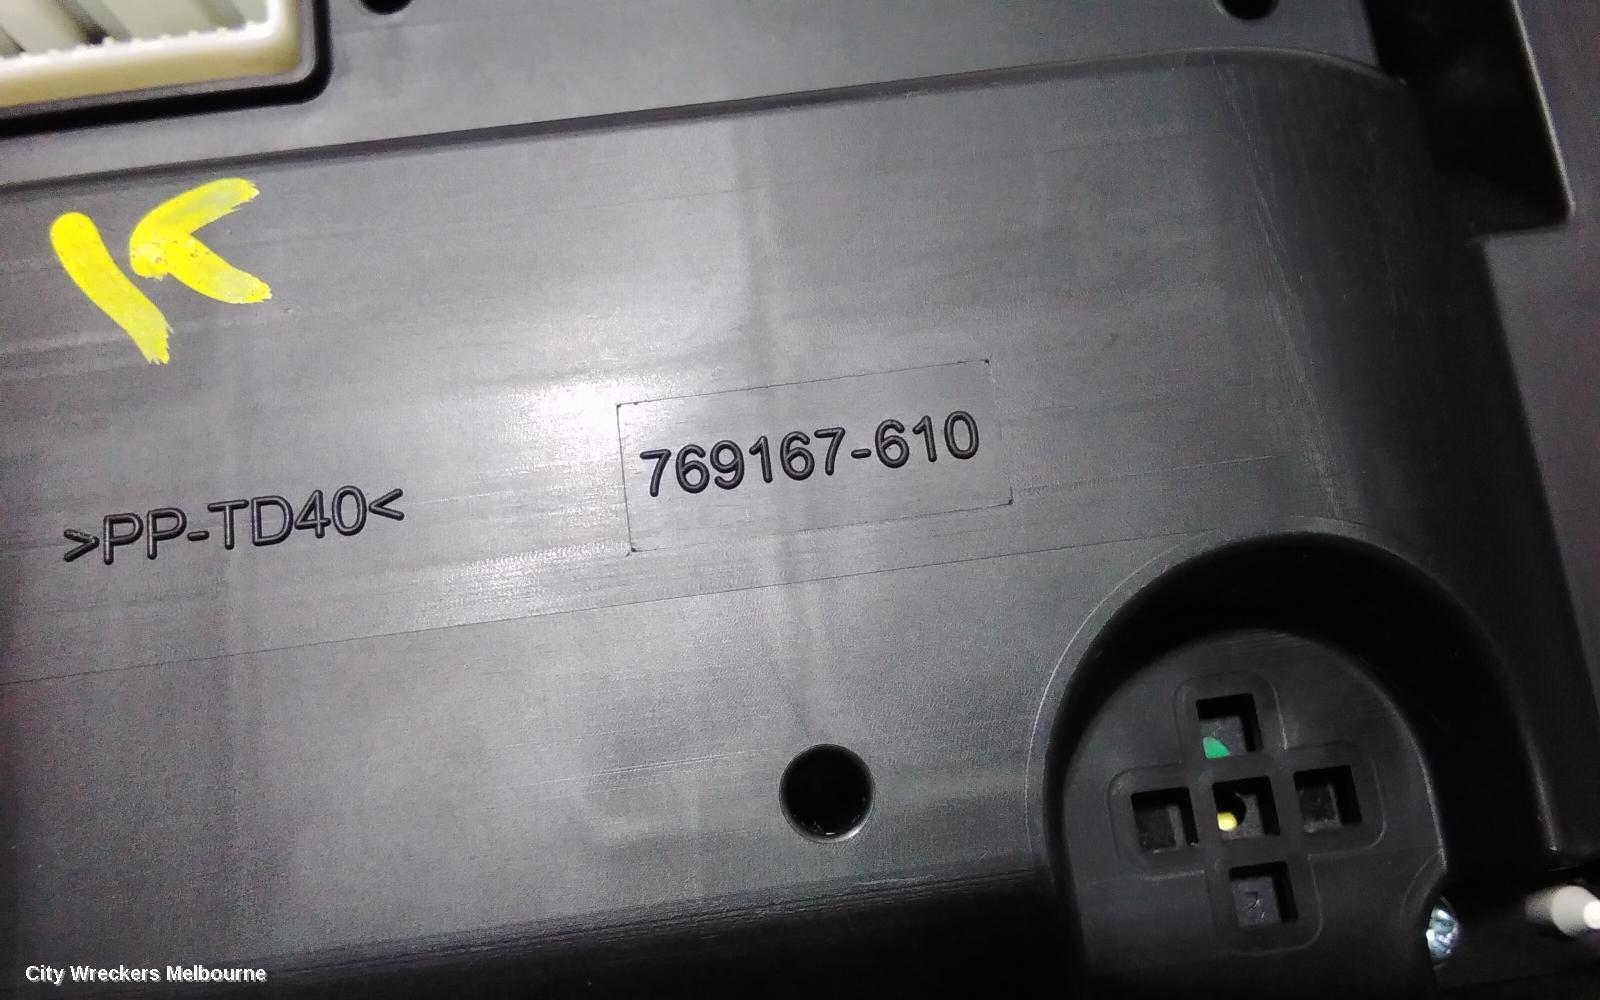 K
>PP-TD40<
769167-610
City Wreckers Melbourne